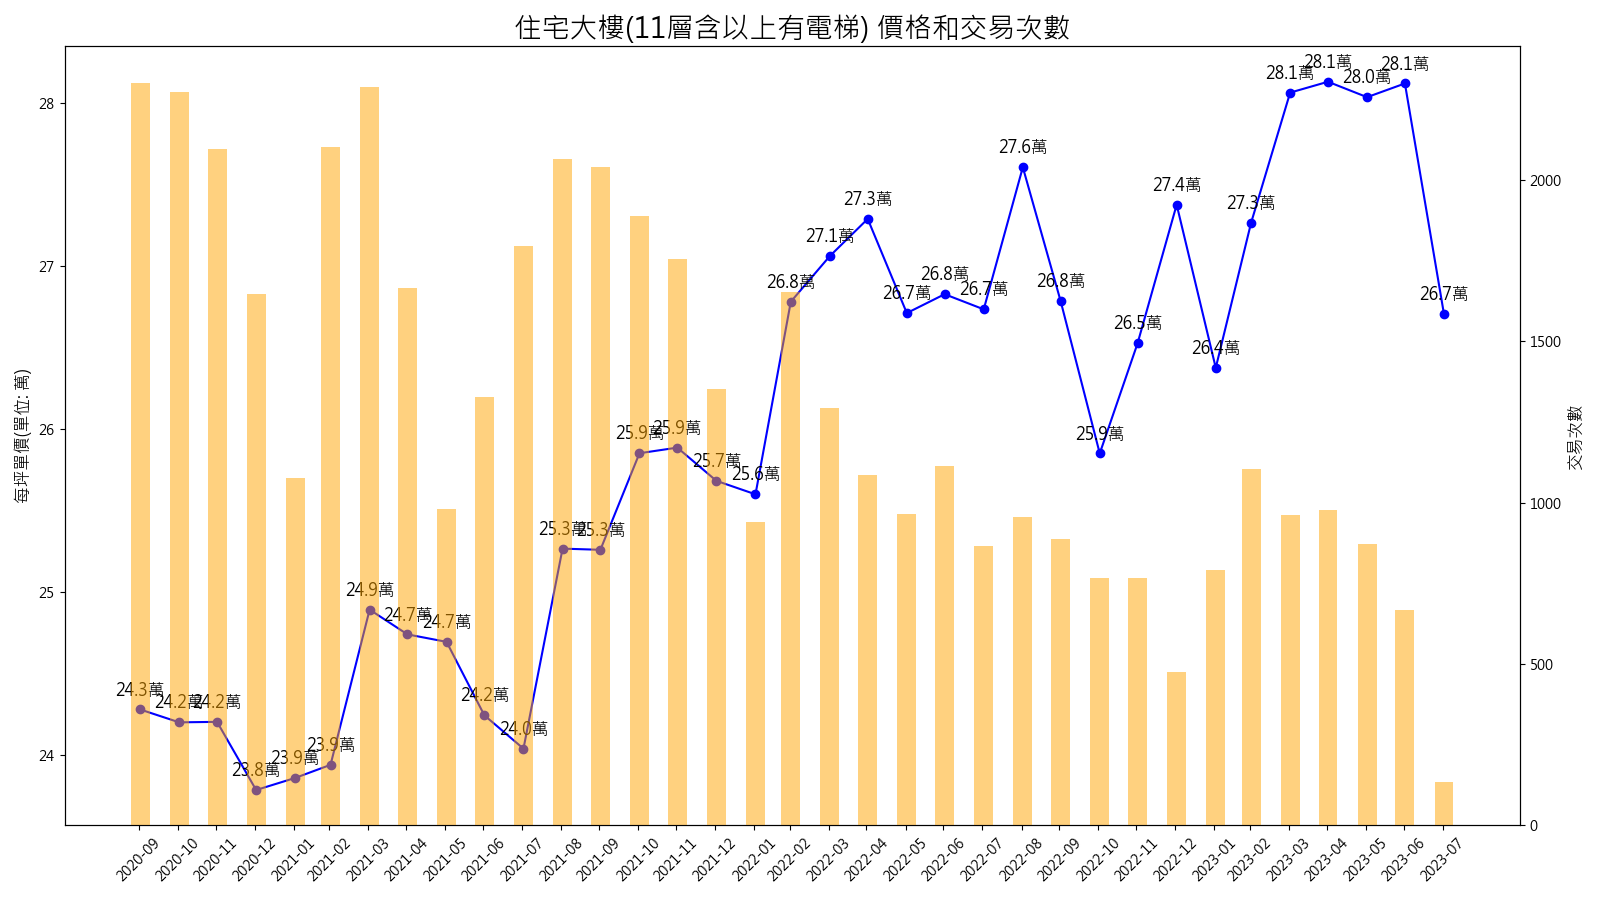 住宅大樓(11層含以上有電梯) 價格和交易次數
每坪單價(單位: 萬)
28
27
26
25
24
24.3萬
24.2萬
24.2萬
23.8萬
23.9萬
23.9萬
24.9萬
24.7萬
24.7萬
24.2萬
24.0萬
25.3萬
25.3萬
25.9萬
25.9萬
25.7萬
25.6萬
26.8萬
27.1萬
27.3萬
26.7萬
26.8萬
26.7萬
27.6萬
26.8萬
25.9萬
26.5萬
27.4萬
26.4萬
27.3萬
28.1萬
28.1萬
28.0萬
28.1萬
26.7萬
2000
1500
1000
500
0
交易次數
2020-09
2020-10
2020-11
2020-12
2021-01
2021-02
2021-03
2021-04
2021-05
2021-06
2021-07
2021-08
2021-09
2021-10
2021-11
2021-12
2022-01
2022-02
2022-03
2022-04
2022-05
2022-06
2022-07
2022-08
2022-09
2022-10
2022-11
2022-12
2023-01
2023-02
2023-03
2023-04
2023-05
2023-06
2023-07